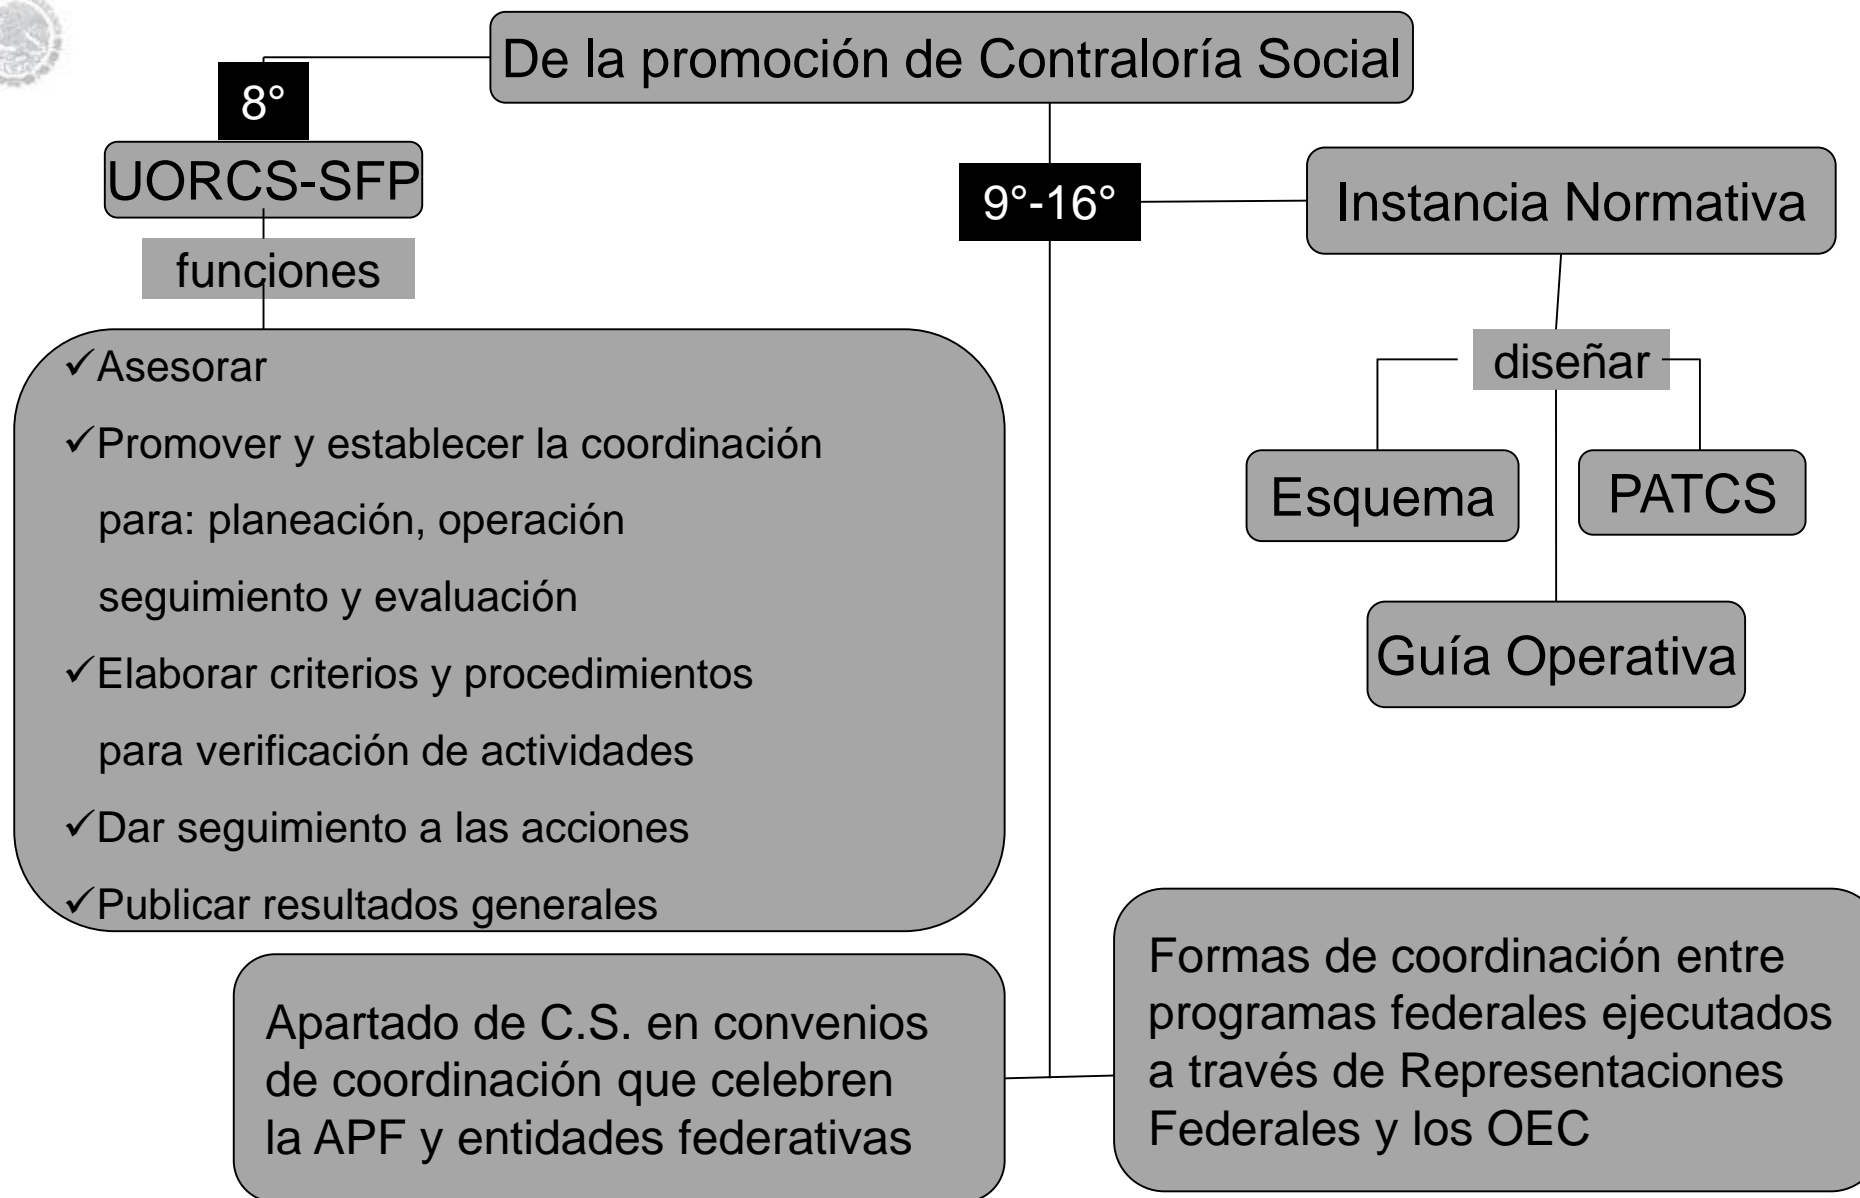 De la promoción de Contraloría Social
8°
UORCS-SFP
funciones
✓Asesorar
✓Promover y establecer la coordinación
para: planeación, operación
seguimiento y evaluación
✓Elaborar criterios y procedimientos
para verificación de actividades
✓Dar seguimiento a las acciones
✓Publicar resultados generales
9°-16°
Instancia Normativa
diseñar
Esquema
PATCS
Guía Operativa
Apartado de C.S. en convenios
de coordinación que celebren
la APF y entidades federativas
Formas de coordinación entre
programas federales ejecutados
a través de Representaciones
Federales y los OEC